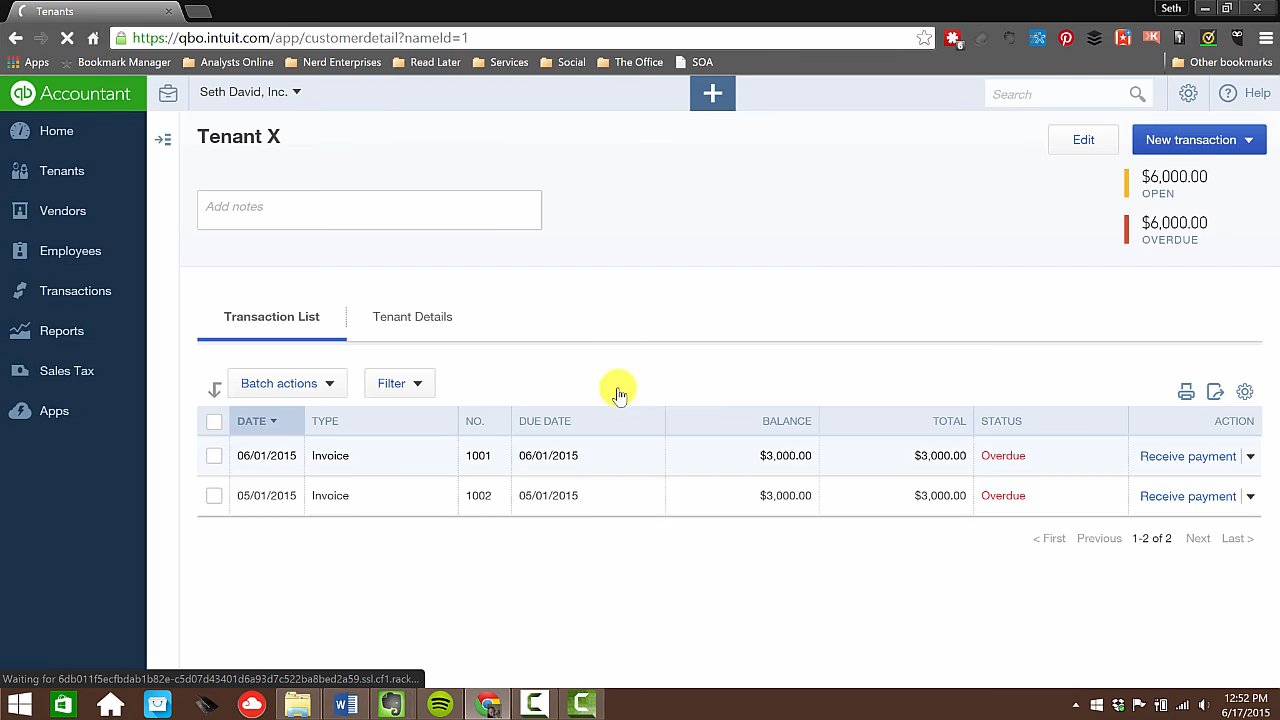 Tenants
Seth
https://qbo.intuit.com/app/customerdetail?nameId=1
6
Apps
Bookmark Manager
Analysts Online
Nerd Enterprises
Read Later
Services
Social
The Office
SOA
Other bookmarks
qb Accountant
Seth David, Inc.
Search
Help
Home
Tenants
Vendors
Employees
Transactions
Reports
Sales Tax
Apps
Tenant X
Edit
New transaction
Add notes
$6,000.00
OPEN
$6,000.00
OVERDUE
Transaction List
Tenant Details
Batch actions
Filter
DATE TYPE NO. DUE DATE BALANCE TOTAL STATUS ACTION
06/01/2015 Invoice 1001 06/01/2015 $3,000.00 $3,000.00 Overdue Receive payment
05/01/2015 Invoice 1002 05/01/2015 $3,000.00 $3,000.00 Overdue Receive payment
< First Previous 1-2 of 2 Next Last >
Waiting for 6db011f5ecfbdab1b82e-c5d07d43401d6a93d7c522ba8bed2a59.ssl.cf1.rack...
12:52 PM
6/17/2015